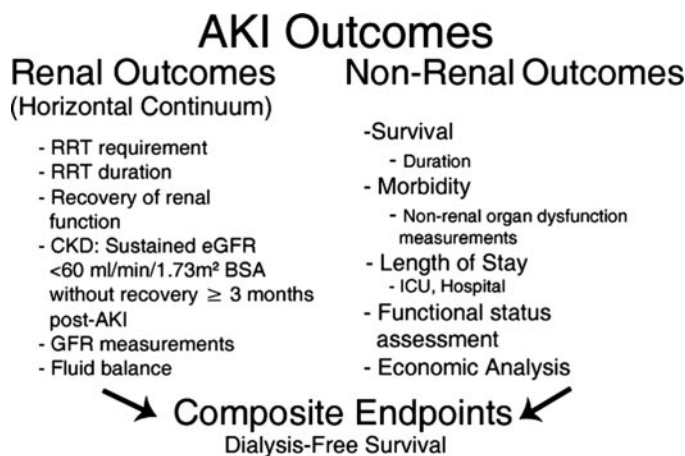 AKI Outcomes
Renal Outcomes
(Horizontal Continuum)
- RRT requirement
- RRT duration
- Recovery of renal
function
- CKD: Sustained eGFR
<60 ml/min/1.73m² BSA
without recovery ≥ 3 months
post-AKI
- GFR measurements
- Fluid balance
Non-Renal Outcomes
-Survival
- Duration
- Morbidity
- Non-renal organ dysfunction
measurements
- Length of Stay
- ICU, Hospital
- Functional status
assessment
- Economic Analysis
Composite Endpoints
Dialysis-Free Survival